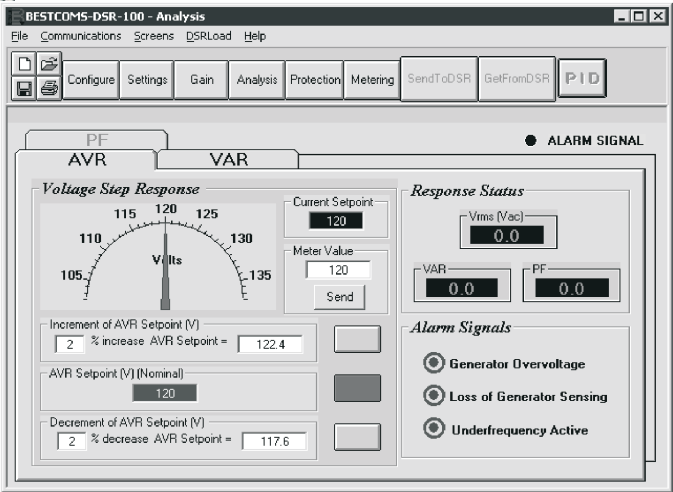 BESTCOMS-DSR-100 - Analysis
File Communications Screens DSRLoad Help
Configure Settings Gain Analysis Protection Metering SendToDSR GetFromDSR PID
ALARM SIGNAL
PF
AVR VAR
Voltage Step Response
105 110 115 120 125 130 135
Volts
Current Setpoint
120
Meter Value
120
Send
Increment of AVR Setpoint (V)
2 % increase AVR Setpoint = 122.4
AVR Setpoint (V) (Nominal)
120
Decrement of AVR Setpoint (V)
2 % decrease AVR Setpoint = 117.6
Response Status
Vrms (Vac)
0.0
VAR PF
0.0 0.0
Alarm Signals
Generator Overvoltage
Loss of Generator Sensing
Underfrequency Active